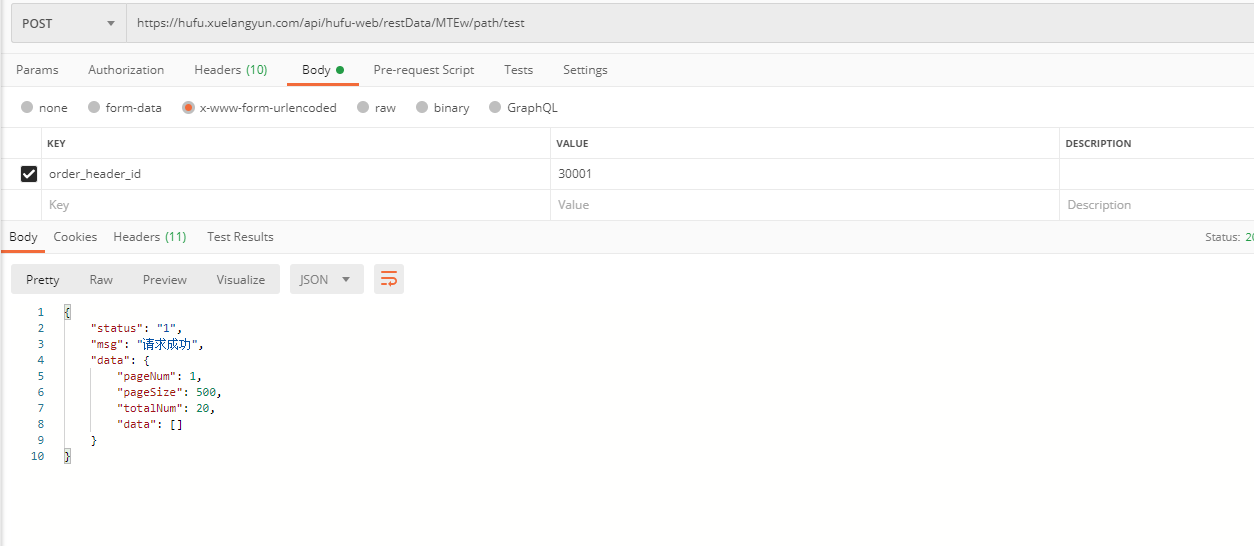 POST https://hufu.xuelangyun.com/api/hufu-web/restData/MTEw/path/test
Params Authorization Headers (10) Body Pre-request Script Tests Settings
none form-data x-www-form-urlencoded raw binary GraphQL
KEY VALUE DESCRIPTION
order_header_id 30001
Key Value Description
Body Cookies Headers (11) Test Results Status: 20
Pretty Raw Preview Visualize JSON
1 {
2 "status": "1",
3 "msg": "请求成功",
4 "data": {
5 "pageNum": 1,
6 "pageSize": 500,
7 "totalNum": 20,
8 "data": []
9 }
10 }